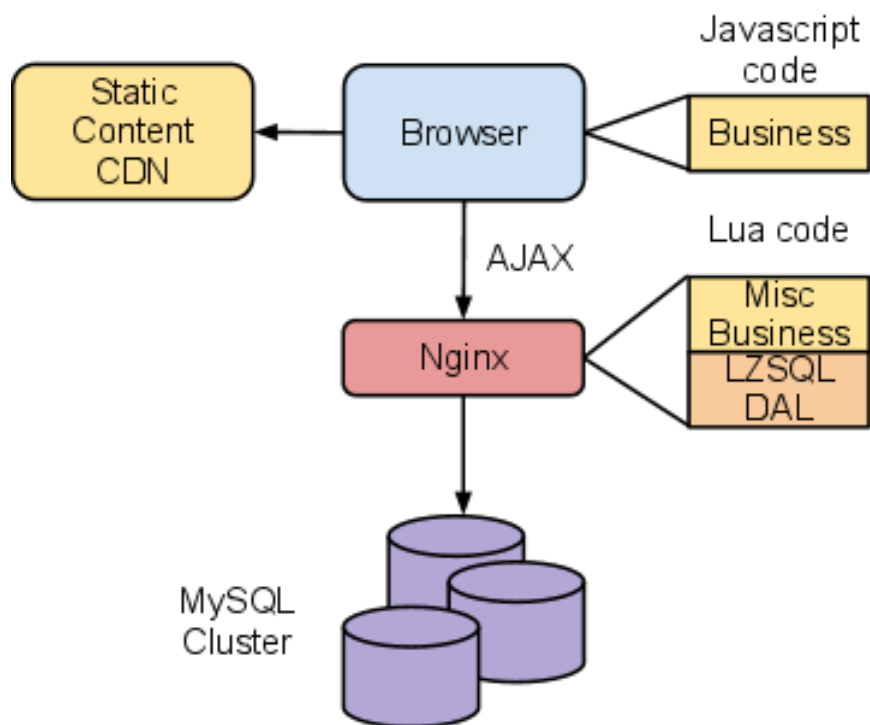 Javascript
code
Static
Content
CDN
Browser
Business
Lua code
AJAX
Misc
Business
Nginx
LZSQL
DAL
MySQL
Cluster